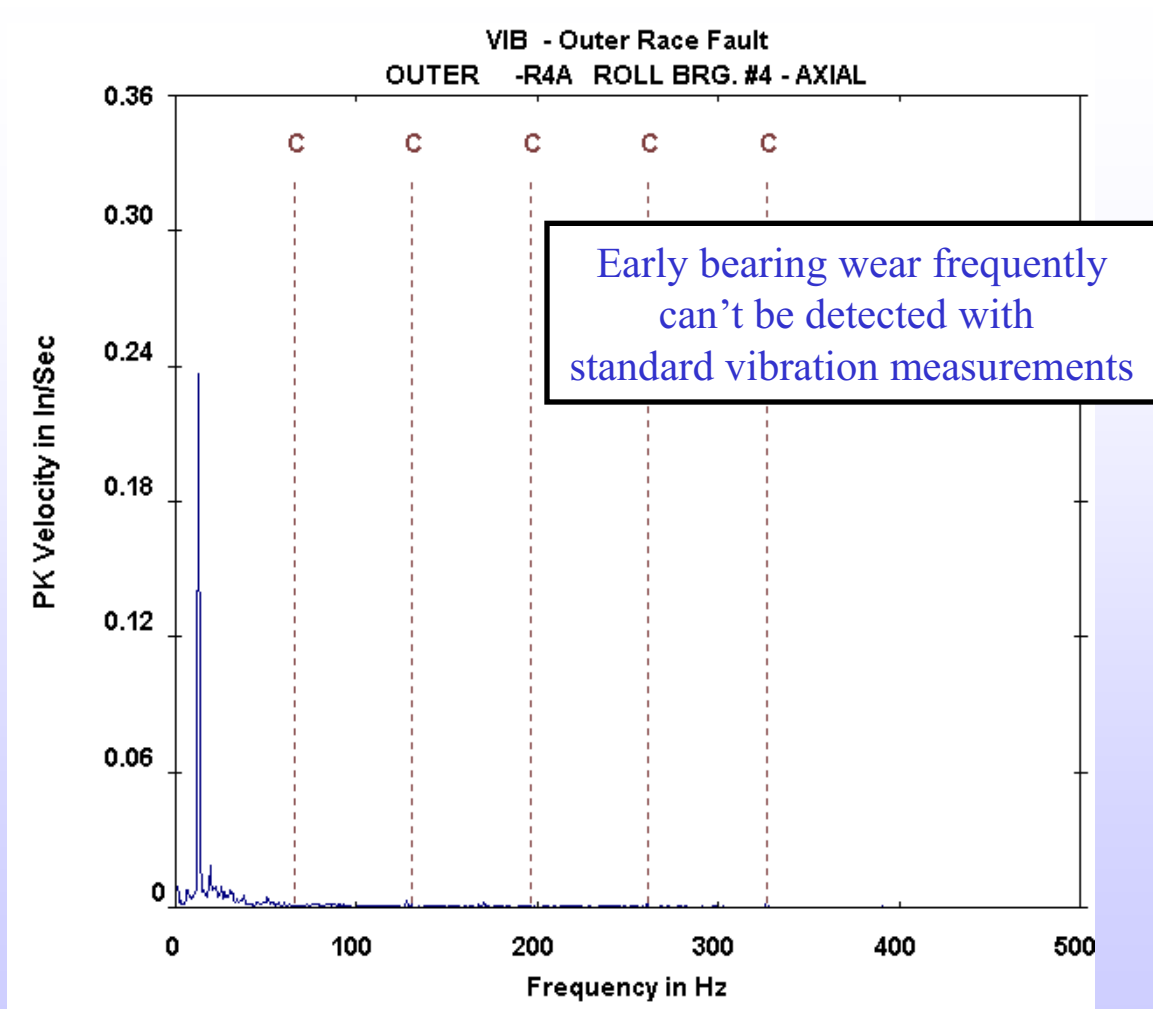 VIB - Outer Race Fault
OUTER -R4A ROLL BRG. #4 - AXIAL
0.36
C C C C C
0.30
Early bearing wear frequently
can’t be detected with
standard vibration measurements
0.24
PK Velocity in In/Sec
0.18
0.12
0.06
0
0 100 200 300 400 500
Frequency in Hz